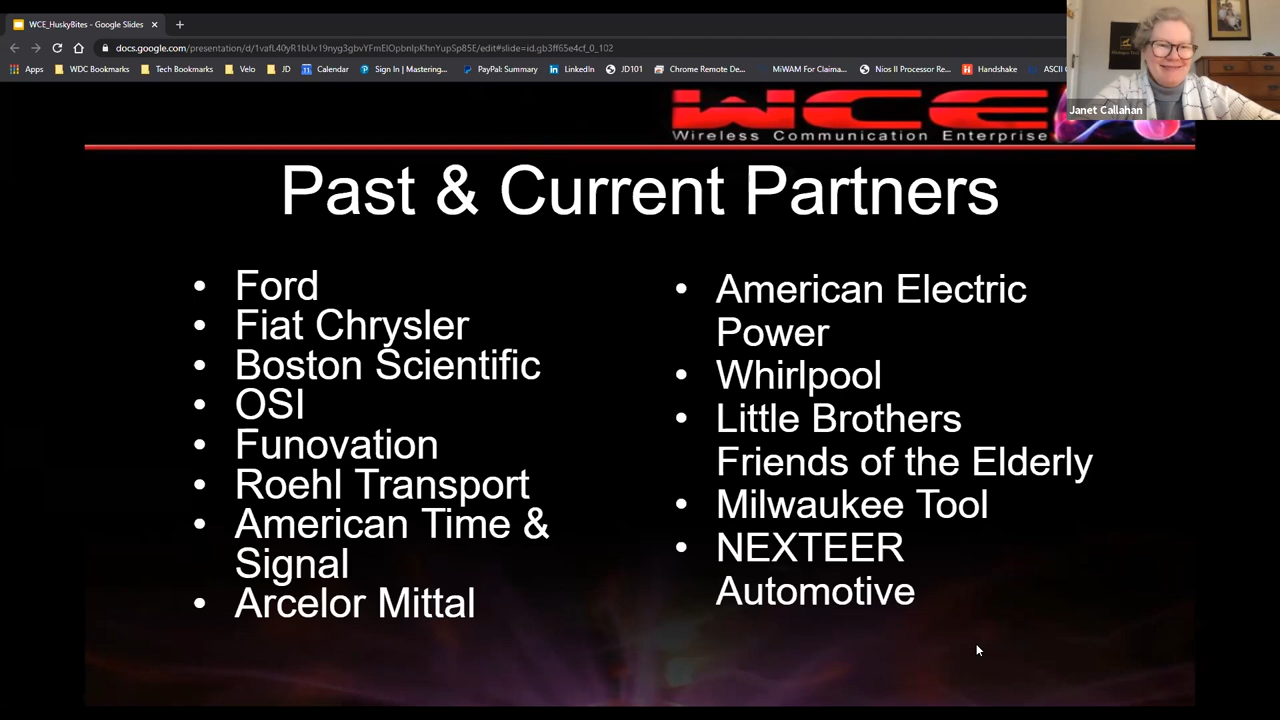 WCE_HuskyBites - Google Slides
docs.google.com/presentation/d/1vafL40yR1bUv19nyg3gbvYFmEIOpbnIpKhnYupSp85E/edit#slide=id.gb3ff65e4cf_0_102
Apps WDC Bookmarks Tech Bookmarks Velo JD Calendar Sign In | Mastering... PayPal: Summary LinkedIn JD101 Chrome Remote De... MiWAM For Claima... Nios II Processor Re... Handshake ASCII
Janet Callahan
WCE
Wireless Communication Enterprise
Past & Current Partners
• Ford
• Fiat Chrysler
• Boston Scientific
• OSI
• Funovation
• Roehl Transport
• American Time &
Signal
• Arcelor Mittal
• American Electric
Power
• Whirlpool
• Little Brothers
Friends of the Elderly
• Milwaukee Tool
• NEXTEER
Automotive